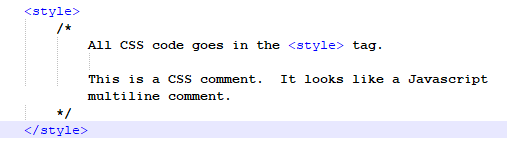 <style>
/*
All CSS code goes in the <style> tag.
This is a CSS comment.  It looks like a Javascript
multiline comment.
*/
</style>